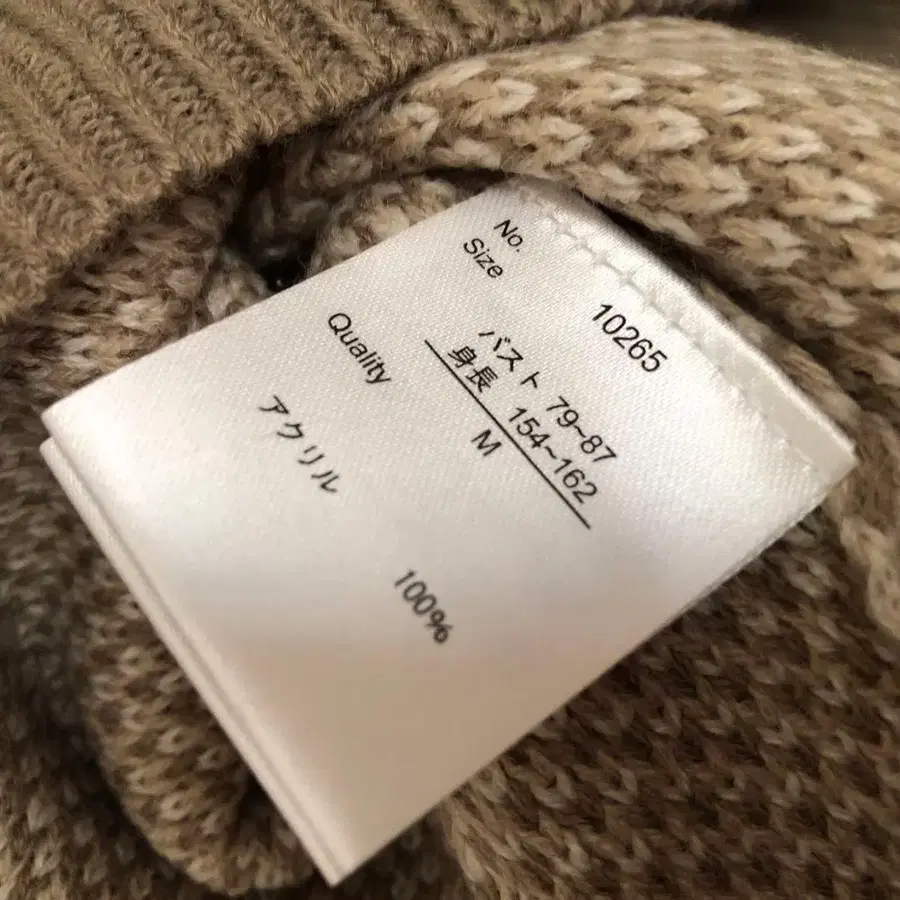 No. 10265
Size
バスト 79~87
身長 154~162
M
Quality
アクリル 100%